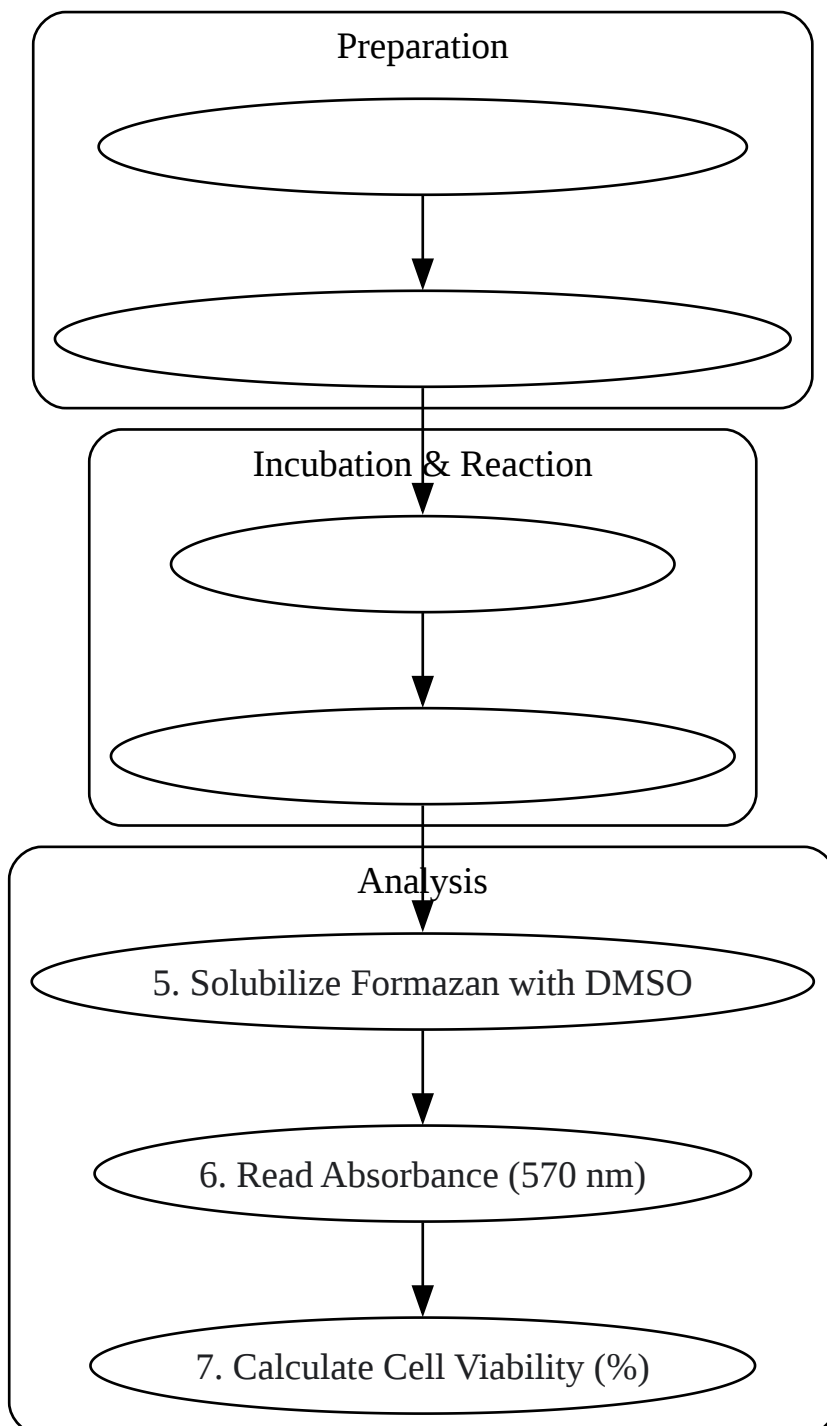 Preparation
Incubation & Reaction
Analysis
5. Solubilize Formazan with DMSO
6. Read Absorbance (570 nm)
7. Calculate Cell Viability (%)